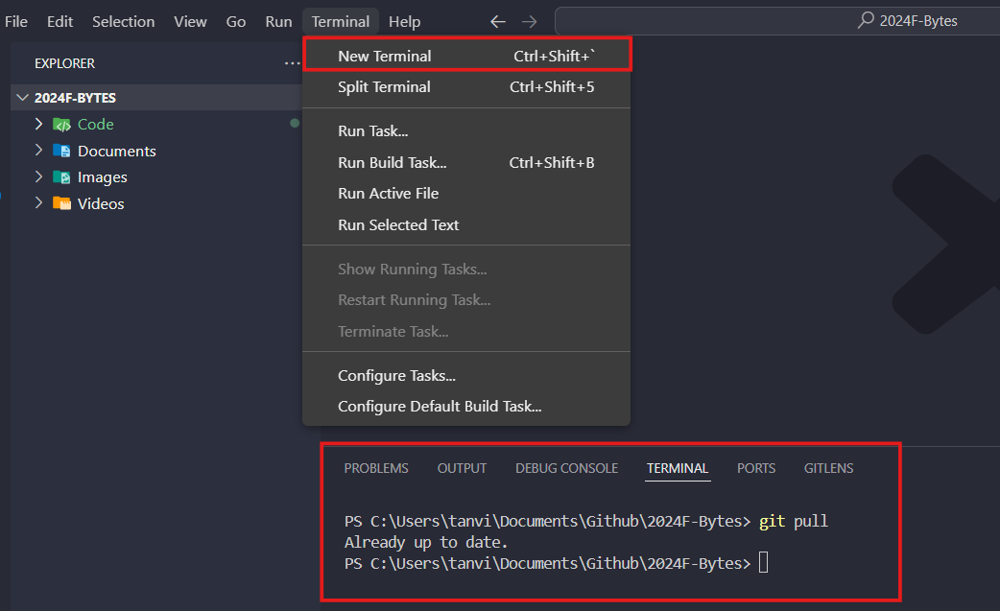 File Edit Selection View Go Run Terminal Help 2024F-Bytes
EXPLORER
2024F-BYTES
Code
Documents
Images
Videos
New Terminal Ctrl+Shift+`
Split Terminal Ctrl+Shift+5
Run Task...
Run Build Task... Ctrl+Shift+B
Run Active File
Run Selected Text
Show Running Tasks...
Restart Running Task...
Terminate Task...
Configure Tasks...
Configure Default Build Task...
PROBLEMS OUTPUT DEBUG CONSOLE TERMINAL PORTS GITLENS
PS C:\Users\tanvi\Documents\Github\2024F-Bytes> git pull
Already up to date.
PS C:\Users\tanvi\Documents\Github\2024F-Bytes>